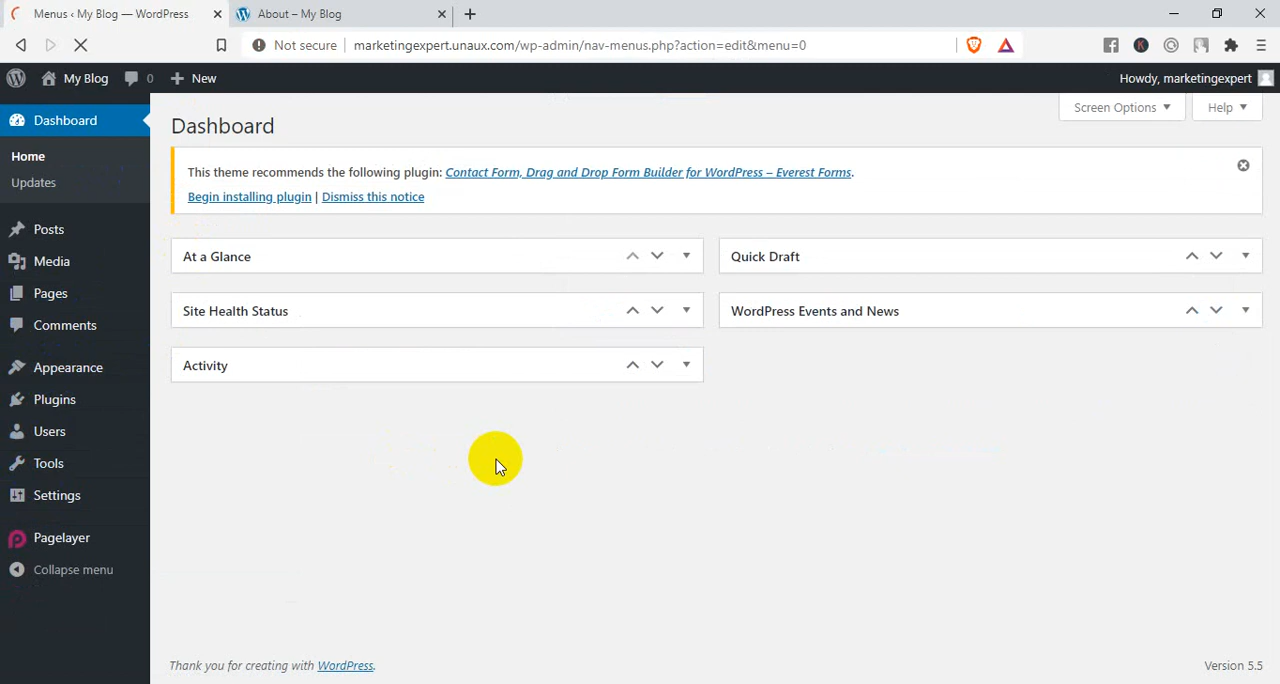 Menus ‹ My Blog — WordPress
About – My Blog
Not secure
marketingexpert.unaux.com/wp-admin/nav-menus.php?action=edit&menu=0
My Blog
0
New
Howdy, marketingexpert
Dashboard
Home
Updates
Posts
Media
Pages
Comments
Appearance
Plugins
Users
Tools
Settings
Pagelayer
Collapse menu
Screen Options
Help
Dashboard
This theme recommends the following plugin: Contact Form, Drag and Drop Form Builder for WordPress – Everest Forms.
Begin installing plugin | Dismiss this notice
At a Glance
Quick Draft
Site Health Status
WordPress Events and News
Activity
Thank you for creating with WordPress.
Version 5.5